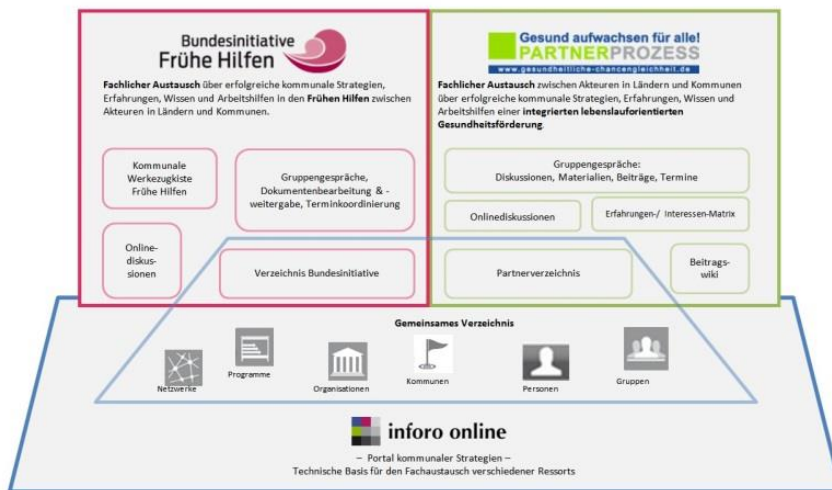 Bundesinitiative
Frühe Hilfen
Fachlicher Austausch über erfolgreiche kommunale Strategien,
Erfahrungen, Wissen und Arbeitshilfen in den Frühen Hilfen zwischen
Akteuren in Ländern und Kommunen.
Kommunale
Werkezugkiste
Frühe Hilfen
Gruppengespräche,
Dokumentenbearbeitung & -
weitergabe, Terminkoordinierung
Online-
diskus-
sionen
Verzeichnis Bundesinitiative
Gesund aufwachsen für alle!
PARTNERPROZESS
www.gesundheitliche-chancengleichheit.de
Fachlicher Austausch zwischen Akteuren in Ländern und Kommunen
über erfolgreiche kommunale Strategien, Erfahrungen, Wissen und
Arbeitshilfen einer integrierten lebenslauforientierten
Gesundheitsförderung.
Gruppengespräche:
Diskussionen, Materialien, Beiträge, Termine
Onlinediskussionen
Erfahrungen-/ Interessen-Matrix
Partnerverzeichnis
Beitrags-
wiki
Gemeinsames Verzeichnis
Netzwerke
Programme
Organisationen
Kommunen
Personen
Gruppen
inforo online
– Portal kommunaler Strategien –
Technische Basis für den Fachaustausch verschiedener Ressorts